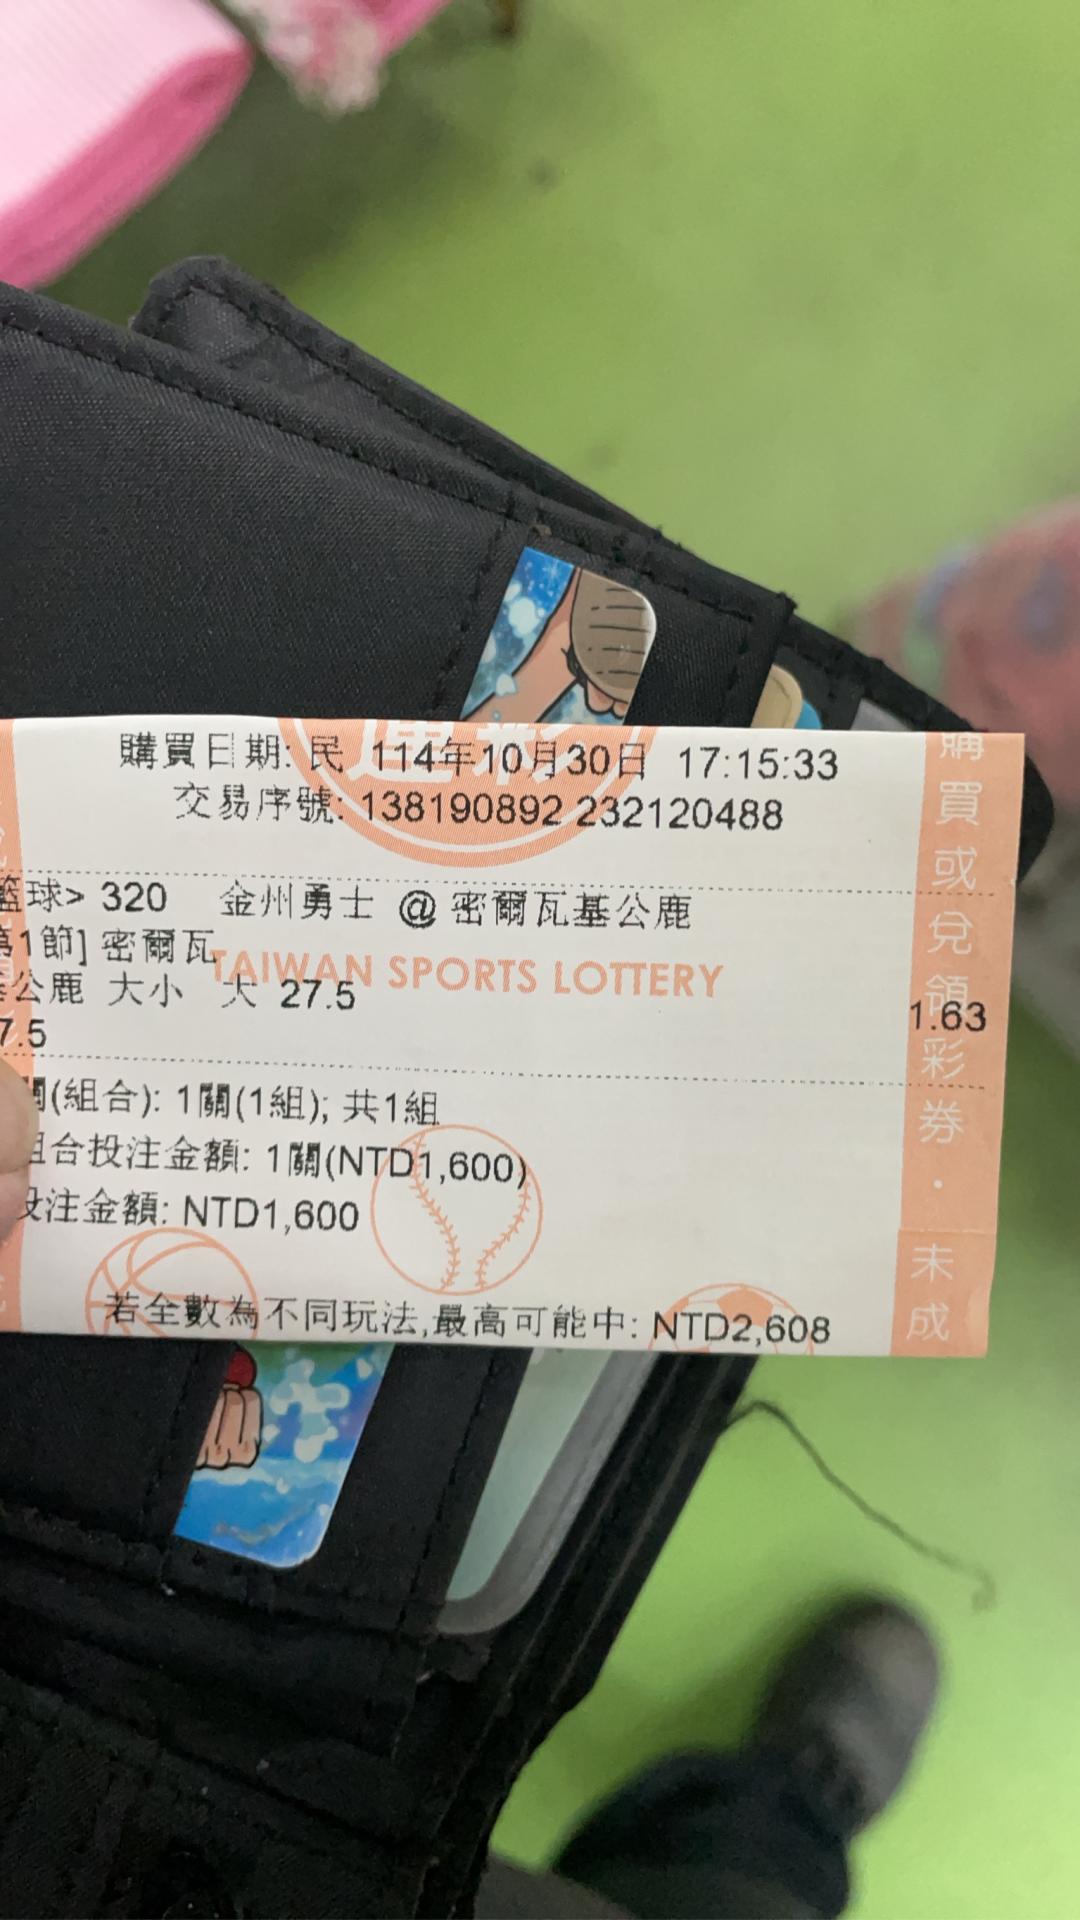 購買日期: 民 114年10月30日 17:15:33
交易序號: 138190892 232120488
籃球> 320 金州勇士 @ 密爾瓦基公鹿
第1節] 密爾瓦
基公鹿 大小 大 27.5 1.63
7.5
TAIWAN SPORTS LOTTERY
關(組合): 1關(1組); 共1組
組合投注金額: 1關(NTD1,600)
投注金額: NTD1,600
若全數為不同玩法,最高可能中: NTD2,608
運彩
購買或兌領彩券・未成